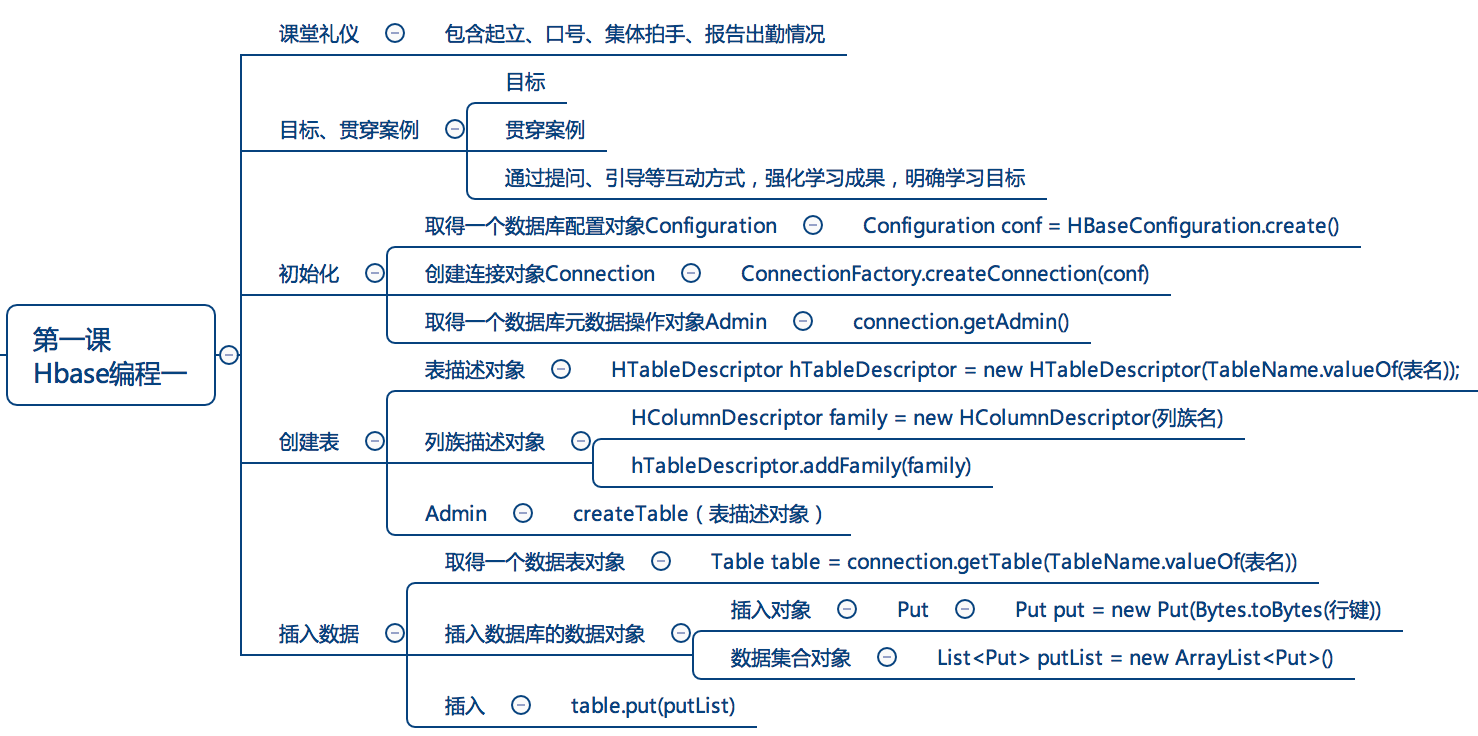 课堂礼仪
包含起立、口号、集体拍手、报告出勤情况
目标
目标、贯穿案例
贯穿案例
通过提问、引导等互动方式，强化学习成果，明确学习目标
取得一个数据库配置对象Configuration
Configuration conf = HBaseConfiguration.create()
初始化
创建连接对象Connection
ConnectionFactory.createConnection(conf)
取得一个数据库元数据操作对象Admin
connection.getAdmin()
第一课
Hbase编程一
表描述对象
HTableDescriptor hTableDescriptor = new HTableDescriptor(TableName.valueOf(表名));
HColumnDescriptor family = new HColumnDescriptor(列族名)
创建表
列族描述对象
hTableDescriptor.addFamily(family)
Admin
createTable（表描述对象）
取得一个数据表对象
Table table = connection.getTable(TableName.valueOf(表名))
插入对象
Put
Put put = new Put(Bytes.toBytes(行键))
插入数据
插入数据库的数据对象
数据集合对象
List<Put> putList = new ArrayList<Put>()
插入
table.put(putList)